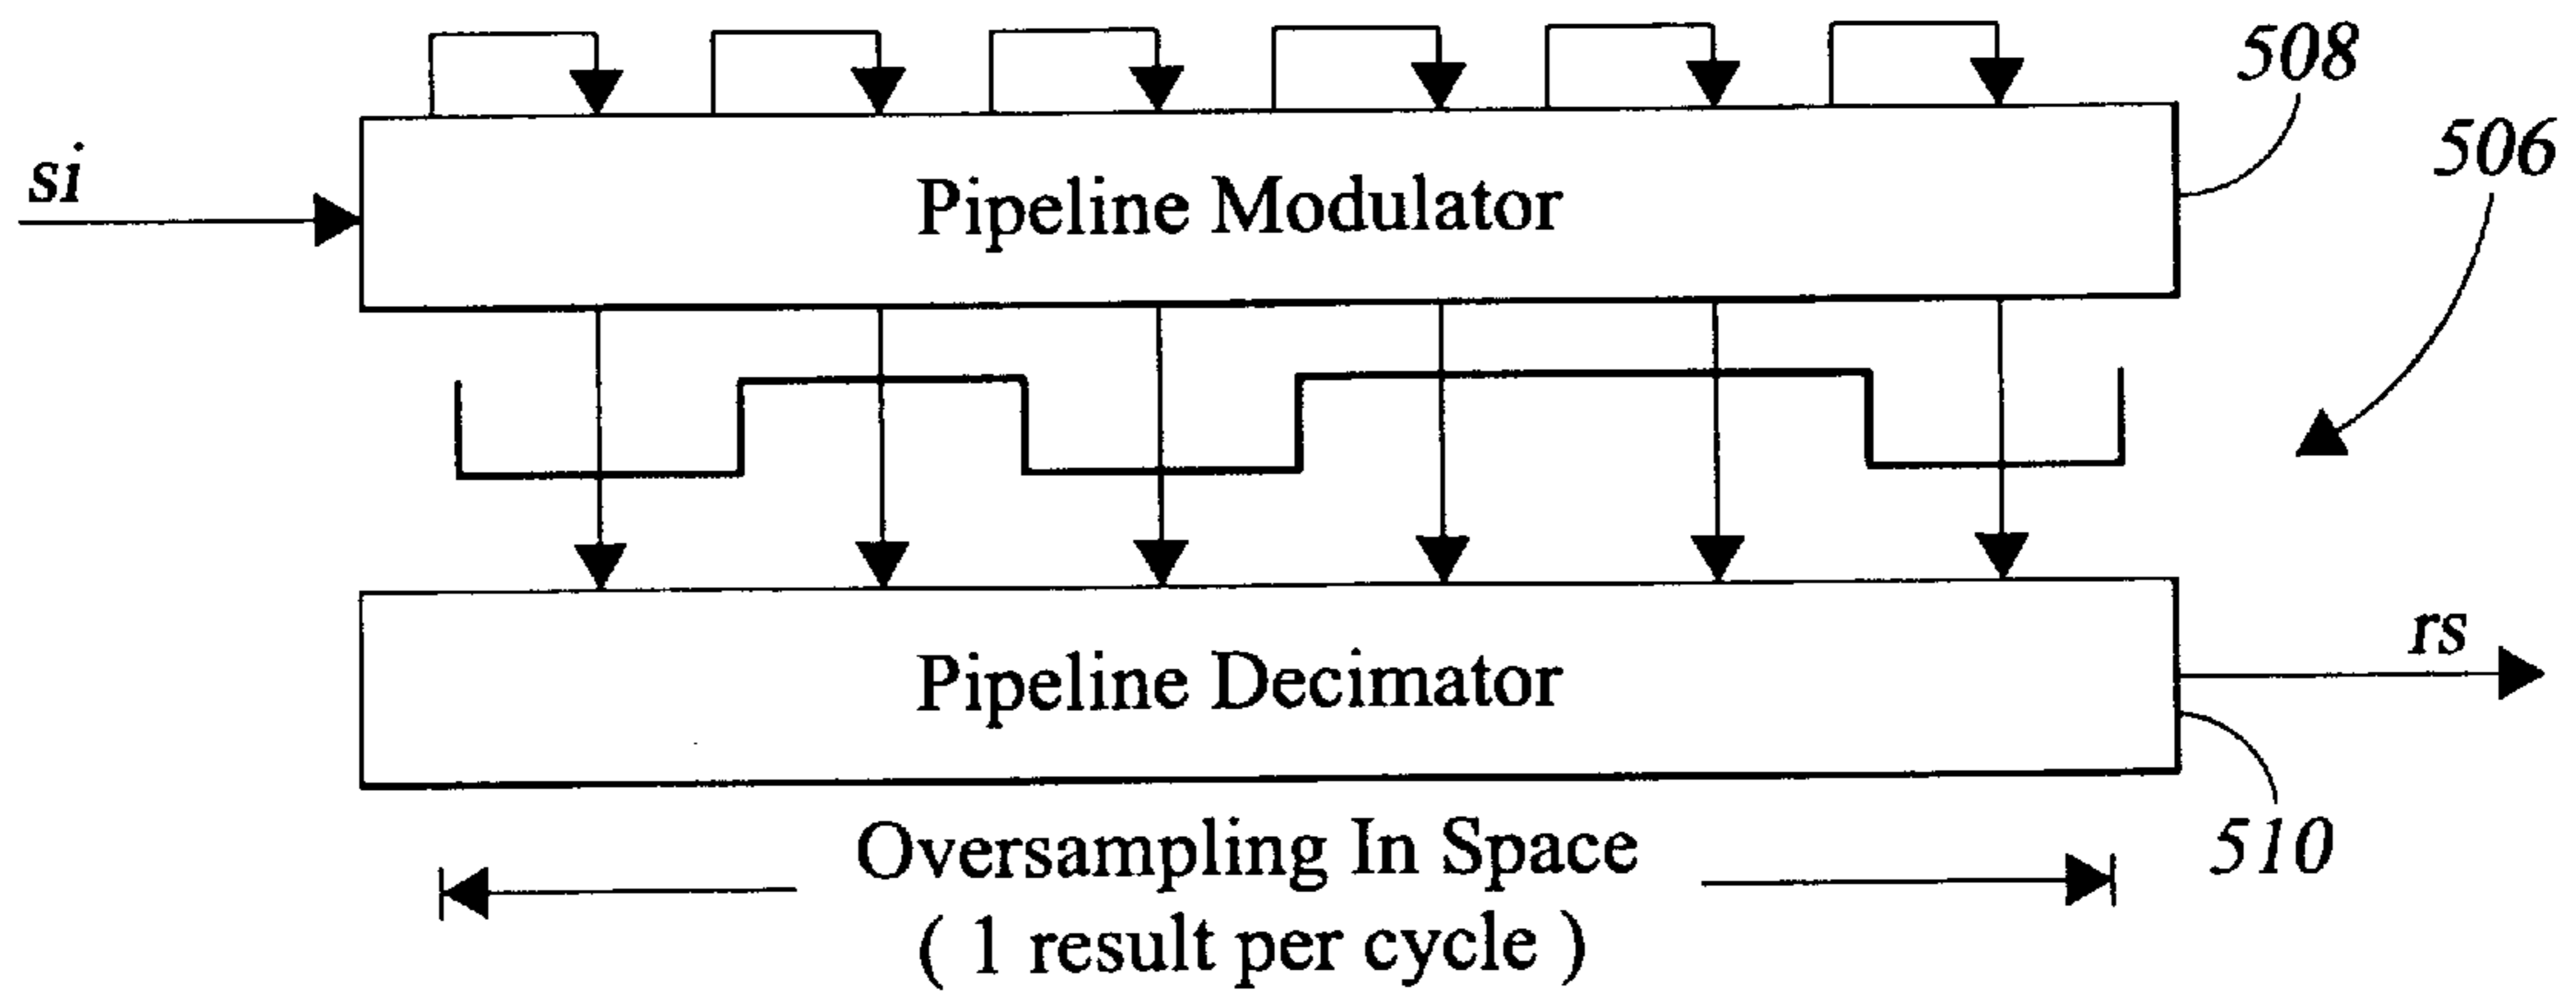 508
506
si
Pipeline Modulator
rs
Pipeline Decimator
510
Oversampling In Space
( 1 result per cycle )